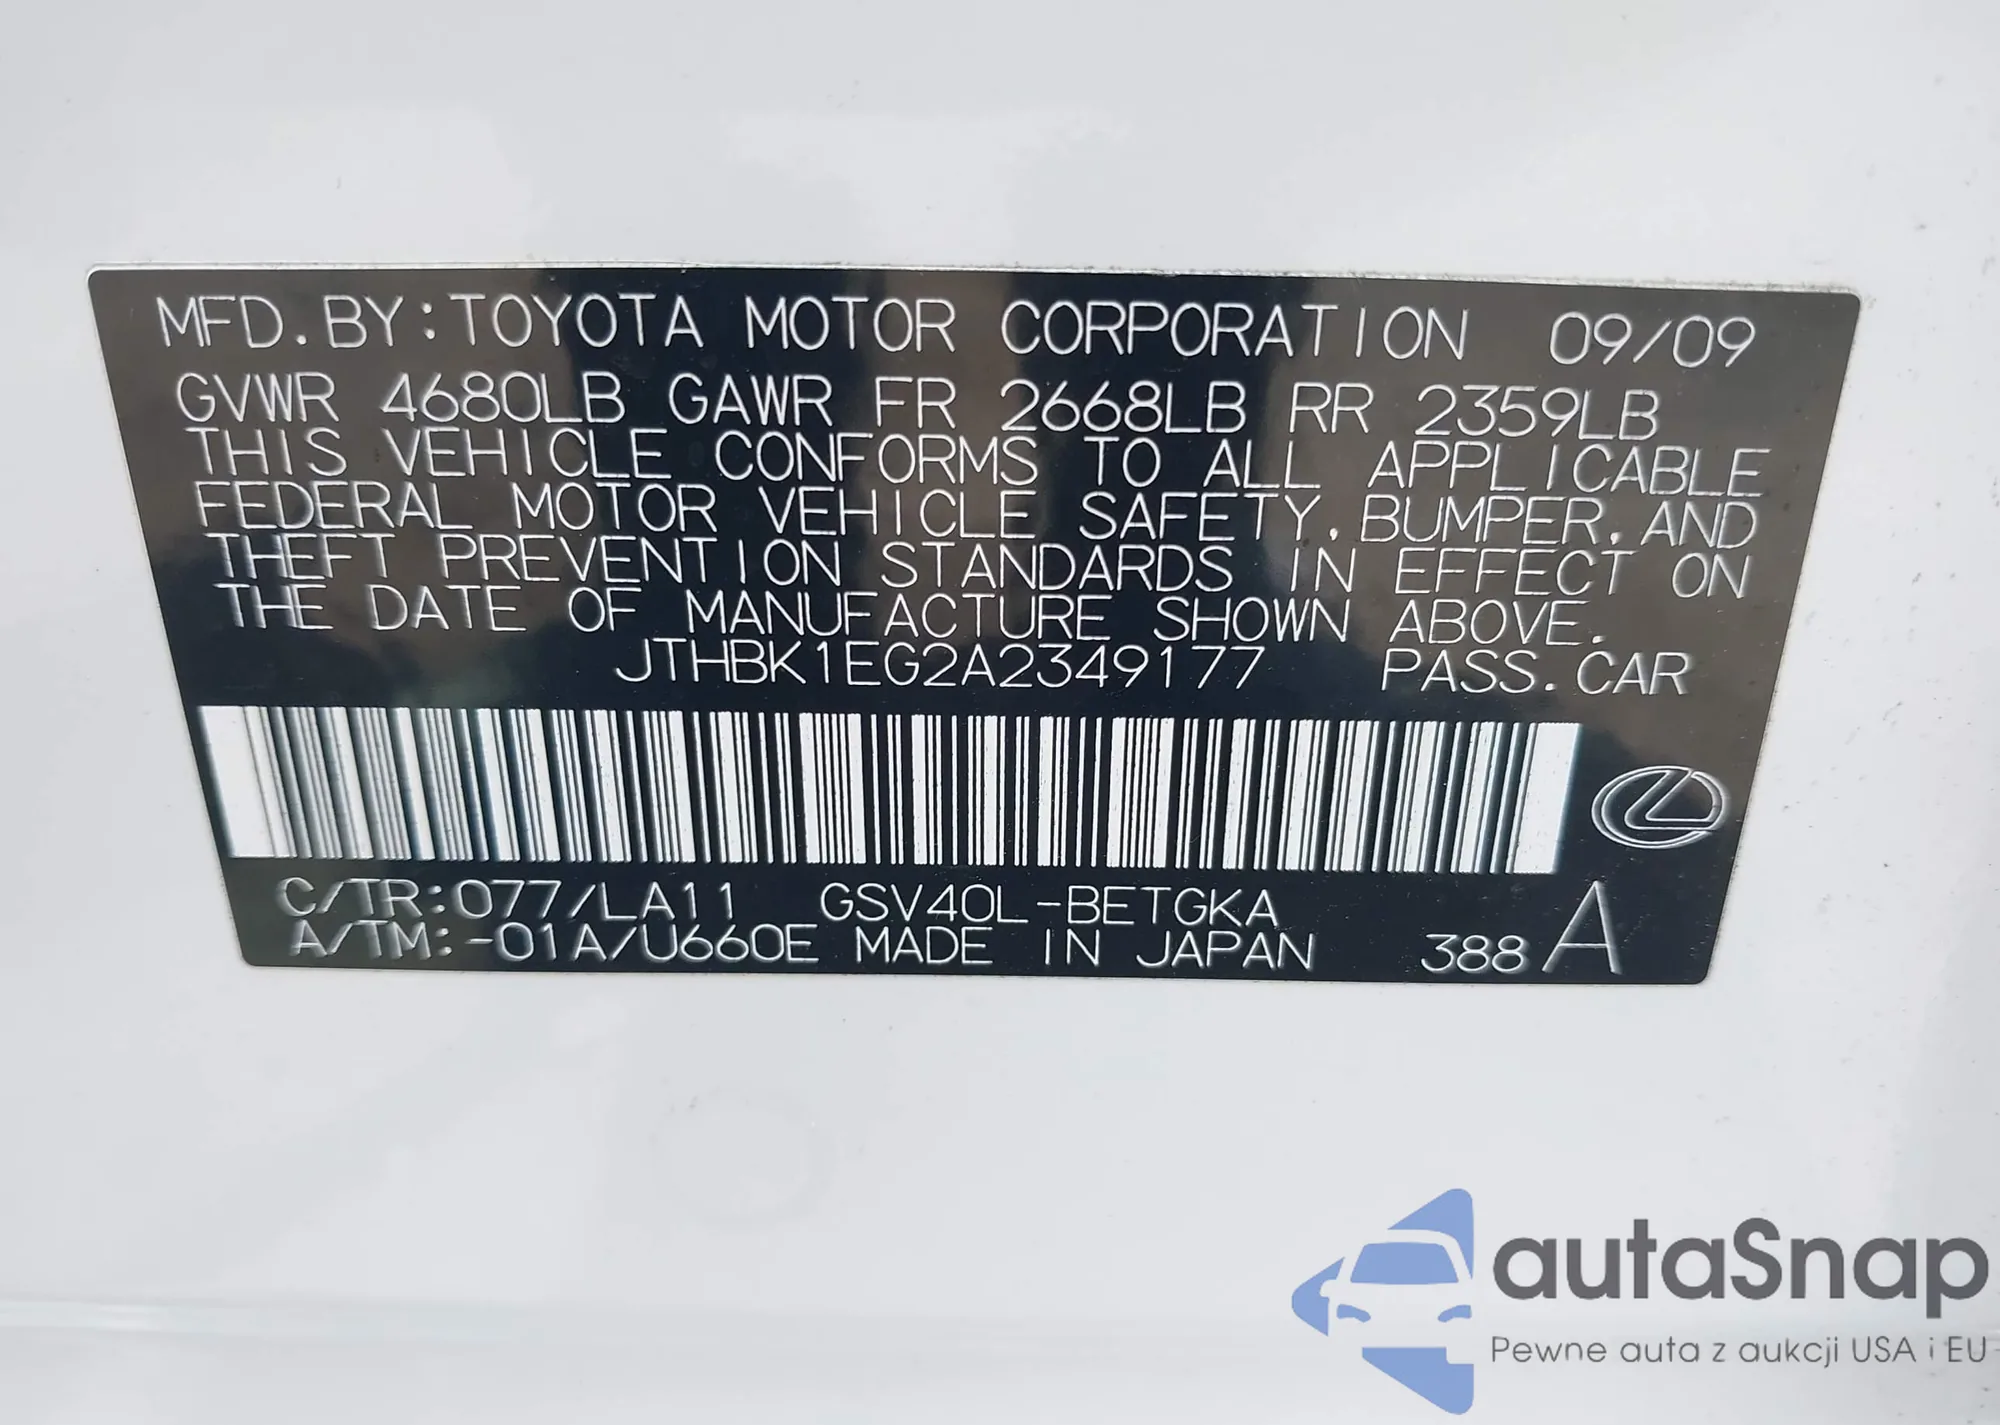 MFD. BY: TOYOTA MOTOR CORPORATION 09/09
GVWR 4680LB GAWR FR 2668LB RR 2359LB
THIS VEHICLE CONFORMS TO ALL APPLICABLE
FEDERAL MOTOR VEHICLE SAFETY, BUMPER, AND
THEFT PREVENTION STANDARDS IN EFFECT ON
THE DATE OF MANUFACTURE SHOWN ABOVE.
JTHBK1EG2A2349177 PASS. CAR
C/TR: 077/LA11 GSV40L-BETGKA
A/TM: -01A/U660E MADE IN JAPAN 388 A
autaSnap
Pewne auta z aukcji USA i EU